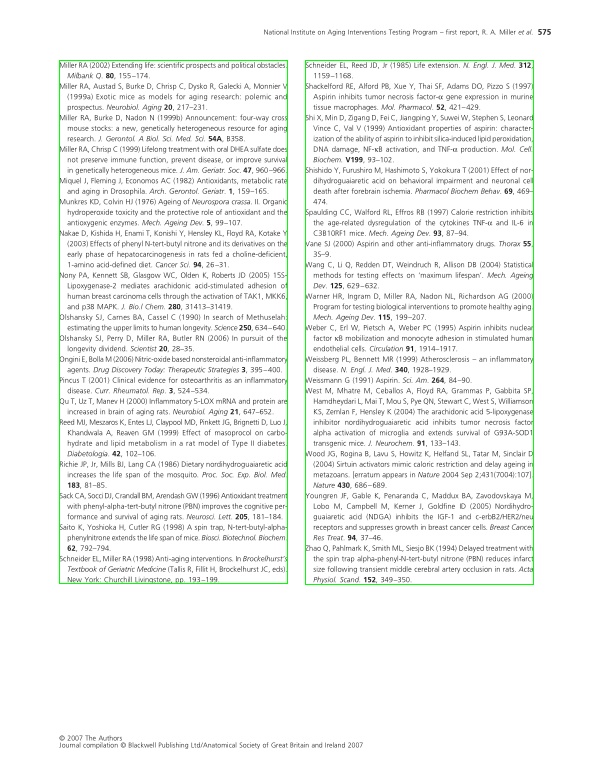 National Institute on Aging Interventions Testing Program – first report, R. A. Miller et al. 575
Miller RA (2002) Extending life: scientific prospects and political obstacles.
Milbank Q. 80, 155–174.
Miller RA, Austad S, Burke D, Chrisp C, Dysko R, Galecki A, Monnier V
(1999a) Exotic mice as models for aging research: polemic and
prospectus. Neurobiol. Aging 20, 217–231.
Miller RA, Burke D, Nadon N (1999b) Announcement: four-way cross
mouse stocks: a new, genetically heterogeneous resource for aging
research. J. Gerontol. A Biol. Sci. Med. Sci. 54A, B358.
Miller RA, Chrisp C (1999) Lifelong treatment with oral DHEA sulfate does
not preserve immune function, prevent disease, or improve survival
in genetically heterogeneous mice. J. Am. Geriatr. Soc. 47, 960–966.
Miquel J, Fleming J, Economos AC (1982) Antioxidants, metabolic rate
and aging in Drosophila. Arch. Gerontol. Geriatr. 1, 159–165.
Munkres KD, Colvin HJ (1976) Ageing of Neurospora crassa. II. Organic
hydroperoxide toxicity and the protective role of antioxidant and the
antioxygenic enzymes. Mech. Ageing Dev. 5, 99–107.
Nakae D, Kishida H, Enami T, Konishi Y, Hensley KL, Floyd RA, Kotake Y
(2003) Effects of phenyl N-tert-butyl nitrone and its derivatives on the
early phase of hepatocarcinogenesis in rats fed a choline-deficient,
1-amino acid-defined diet. Cancer Sci. 94, 26–31.
Nony PA, Kennett SB, Glasgow WC, Olden K, Roberts JD (2005) 15S-
Lipoxygenase-2 mediates arachidonic acid-stimulated adhesion of
human breast carcinoma cells through the activation of TAK1, MKK6,
and p38 MAPK. J. Biol Chem. 280, 31413–31419.
Olshansky SJ, Carnes BA, Cassel C (1990) In search of Methuselah:
estimating the upper limits to human longevity. Science 250, 634–640.
Olshansky SJ, Perry D, Miller RA, Butler RN (2006) In pursuit of the
longevity dividend. Scientist 20, 28–35.
Ongini E, Bolla M (2006) Nitric-oxide based nonsteroidal anti-inflammatory
agents. Drug Discovery Today: Therapeutic Strategies 3, 395–400.
Pincus T (2001) Clinical evidence for osteoarthritis as an inflammatory
disease. Curr. Rheumatol. Rep. 3, 524–534.
Qu T, Uz T, Manev H (2000) Inflammatory 5-LOX mRNA and protein are
increased in brain of aging rats. Neurobiol. Aging 21, 647–652.
Reed MJ, Meszaros K, Entes LJ, Claypool MD, Pinkett JG, Brignetti D, Luo J,
Khandwala A, Reaven GM (1999) Effect of masoprocol on carbo-
hydrate and lipid metabolism in a rat model of Type II diabetes.
Diabetologia. 42, 102–106.
Richie JP, Jr, Mills BJ, Lang CA (1986) Dietary nordihydroguaiaretic acid
increases the life span of the mosquito. Proc. Soc. Exp. Biol. Med.
183, 81–85.
Sack CA, Socci DJ, Crandall BM, Arendash GW (1996) Antioxidant treatment
with phenyl-alpha-tert-butyl nitrone (PBN) improves the cognitive per-
formance and survival of aging rats. Neurosci. Lett. 205, 181–184.
Saito K, Yoshioka H, Cutler RG (1998) A spin trap, N-tert-butyl-alpha-
phenylnitrone extends the life span of mice. Biosci. Biotechnol. Biochem.
62, 792–794.
Schneider EL, Miller RA (1998) Anti-aging interventions. In Brockelhurst's
Textbook of Geriatric Medicine (Tallis R, Fillit H, Brockelhurst JC, eds).
New York: Churchill Livingstone, pp. 193–199.
Schneider EL, Reed JD, Jr (1985) Life extension. N. Engl. J. Med. 312,
1159–1168.
Shackelford RE, Alford PB, Xue Y, Thai SF, Adams DO, Pizzo S (1997)
Aspirin inhibits tumor necrosis factor-α gene expression in murine
tissue macrophages. Mol. Pharmacol. 52, 421–429.
Shi X, Min D, Zigang D, Fei C, Jiangping Y, Suwei W, Stephen S, Leonard
Vince C, Val V (1999) Antioxidant properties of aspirin: character-
ization of the ability of aspirin to inhibit silica-induced lipid peroxidation,
DNA damage, NF-κB activation, and TNF-α production. Mol. Cell.
Biochem. V199, 93–102.
Shishido Y, Furushiro M, Hashimoto S, Yokokura T (2001) Effect of nor-
dihydroguaiaretic acid on behavioral impairment and neuronal cell
death after forebrain ischemia. Pharmacol Biochem Behav. 69, 469–
474.
Spaulding CC, Walford RL, Effros RB (1997) Calorie restriction inhibits
the age-related dysregulation of the cytokines TNF-α and IL-6 in
C3B10RF1 mice. Mech. Ageing Dev. 93, 87–94.
Vane SJ (2000) Aspirin and other anti-inflammatory drugs. Thorax 55,
3S–9.
Wang C, Li Q, Redden DT, Weindruch R, Allison DB (2004) Statistical
methods for testing effects on 'maximum lifespan'. Mech. Ageing
Dev. 125, 629–632.
Warner HR, Ingram D, Miller RA, Nadon NL, Richardson AG (2000)
Program for testing biological interventions to promote healthy aging.
Mech. Ageing Dev. 115, 199–207.
Weber C, Erl W, Pietsch A, Weber PC (1995) Aspirin inhibits nuclear
factor κB mobilization and monocyte adhesion in stimulated human
endothelial cells. Circulation 91, 1914–1917.
Weissberg PL, Bennett MR (1999) Atherosclerosis – an inflammatory
disease. N. Engl. J. Med. 340, 1928–1929.
Weissmann G (1991) Aspirin. Sci. Am. 264, 84–90.
West M, Mhatre M, Ceballos A, Floyd RA, Grammas P, Gabbita SP,
Hamdheydari L, Mai T, Mou S, Pye QN, Stewart C, West S, Williamson
KS, Zemlan F, Hensley K (2004) The arachidonic acid 5-lipoxygenase
inhibitor nordihydroguaiaretic acid inhibits tumor necrosis factor
alpha activation of microglia and extends survival of G93A-SOD1
transgenic mice. J. Neurochem. 91, 133–143.
Wood JG, Rogina B, Lavu S, Howitz K, Helfand SL, Tatar M, Sinclair D
(2004) Sirtuin activators mimic caloric restriction and delay ageing in
metazoans. [erratum appears in Nature 2004 Sep 2;431(7004):107].
Nature 430, 686–689.
Youngren JF, Gable K, Penaranda C, Maddux BA, Zavodovskaya M,
Lobo M, Campbell M, Kerner J, Goldfine ID (2005) Nordihydro-
guaiaretic acid (NDGA) inhibits the IGF-1 and c-erbB2/HER2/neu
receptors and suppresses growth in breast cancer cells. Breast Cancer
Res Treat. 94, 37–46.
Zhao Q, Pahlmark K, Smith ML, Siesjo BK (1994) Delayed treatment with
the spin trap alpha-phenyl-N-tert-butyl nitrone (PBN) reduces infarct
size following transient middle cerebral artery occlusion in rats. Acta
Physiol. Scand. 152, 349–350.
© 2007 The Authors
Journal compilation © Blackwell Publishing Ltd/Anatomical Society of Great Britain and Ireland 2007